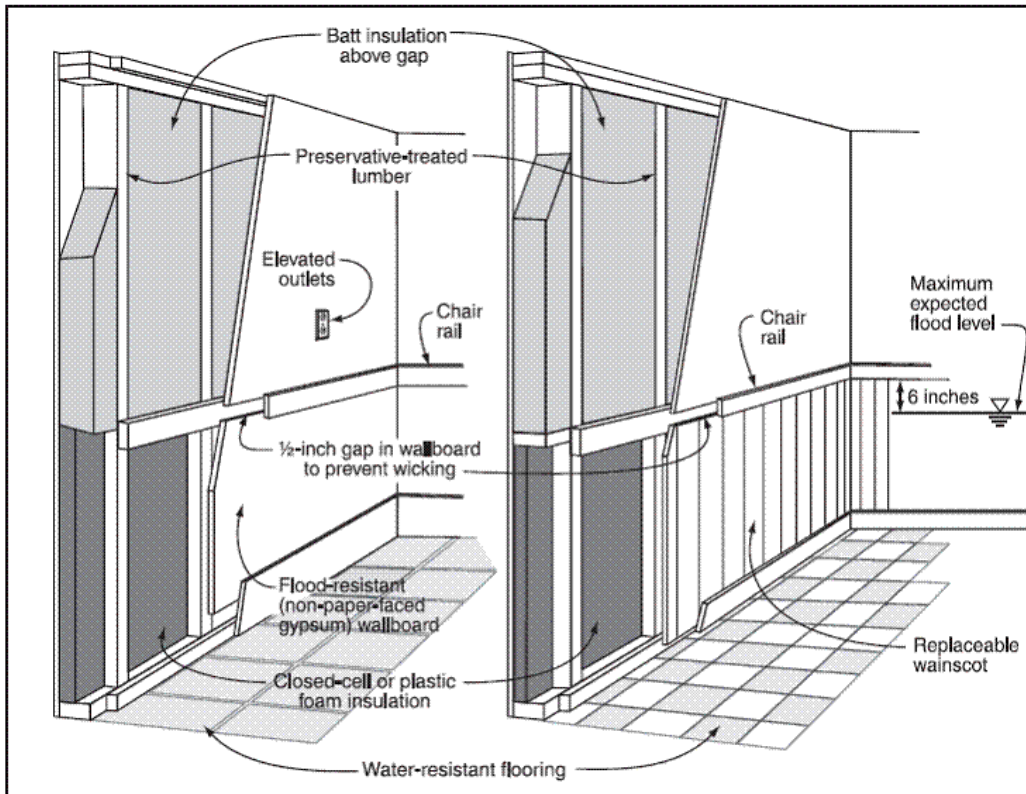 Batt insulation
above gap
Preservative-treated
lumber
Elevated
outlets
Chair
rail
Chair
rail
Maximum
expected
flood level
6 inches
½-inch gap in wallboard
to prevent wicking
Flood-resistant
(non-paper-faced
gypsum) wallboard
Closed-cell or plastic
foam insulation
Replaceable
wainscot
Water-resistant flooring